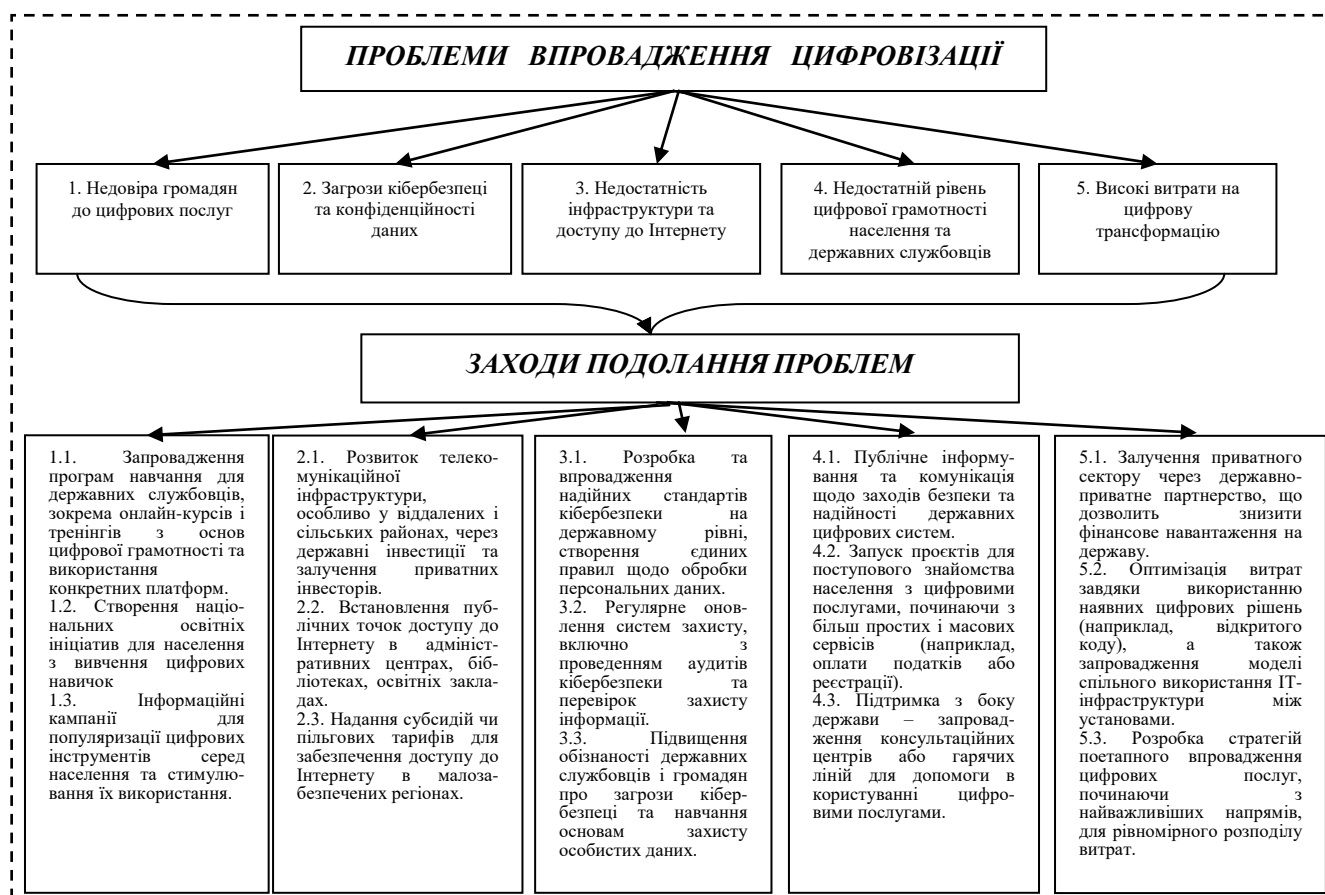 ПРОБЛЕМИ ВПРОВАДЖЕННЯ ЦИФРОВІЗАЦІЇ
1. Недовіра громадян
до цифрових послуг
2. Загрози кібербезпеці
та конфіденційності
даних
3. Недостатність
інфраструктури та
доступу до Інтернету
4. Недостатній рівень
цифрової грамотності
населення та
державних службовців
5. Високі витрати на
цифрову
трансформацію
ЗАХОДИ ПОДОЛАННЯ ПРОБЛЕМ
1.1. Запровадження
програм навчання для
державних службовців,
зокрема онлайн-курсів і
тренінгів з основ
цифрової грамотності та
використання
конкретних платформ.
1.2. Створення наці-
нальних освітніх
ініціатив для населення
з вивчення цифрових
навичок
1.3. Інформаційні
кампанії для
популяризації цифрових
інструментів серед
населення та стимулю-
вання їх використання.
2.1. Розвиток телеко-
мунікаційної
інфраструктури,
особливо у віддалених і
сільських районах, через
державні інвестиції та
залучення приватних
інвесторів.
2.2. Встановлення пуб-
лічних точок доступу до
Інтернету в адмініст-
ративних центрах, біб-
ліотеках, освітніх закла-
дах.
2.3. Надання субсидій чи
пільгових тарифів для
забезпечення доступу до
Інтернету в малоза-
безпечених регіонах.
3.1. Розробка та
впровадження
надійних стандартів
кібербезпеки на
державному рівні,
створення єдиних
правил щодо обробки
персональних даних.
3.2. Регулярне онов-
лення систем захисту,
включно з
проведенням аудитів
кібербезпеки та
перевірок захисту
інформації.
3.3. Підвищення
обізнаності державних
службовців і громадян
про загрози кібер-
безпеці та навчання
основам захисту
особистих даних.
4.1. Публічне інформу-
вання та комунікація
щодо заходів безпеки та
надійності державних
цифрових систем.
4.2. Запуск проєктів для
поступового знайомства
населення з цифровими
послугами, починаючи з
більш простих і масових
сервісів (наприклад,
оплати податків або
реєстрації).
4.3. Підтримка з боку
держави – запровад-
ження консультаційних
центрів або гарячих
ліній для допомоги в
користуванні цифро-
вими послугами.
5.1. Залучення приватного
сектору через державно-
приватне партнерство, що
дозволить знизити
фінансове навантаження на
державу.
5.2. Оптимізація витрат
завдяки використанню
наявних цифрових рішень
(наприклад, відкритого
коду), а також
запровадження моделі
спільного використання ІТ-
інфраструктури між
установами.
5.3. Розробка стратегій
поетапного впровадження
цифрових послуг,
починаючи з
найважливіших напрямів,
для рівномірного розподілу
витрат.